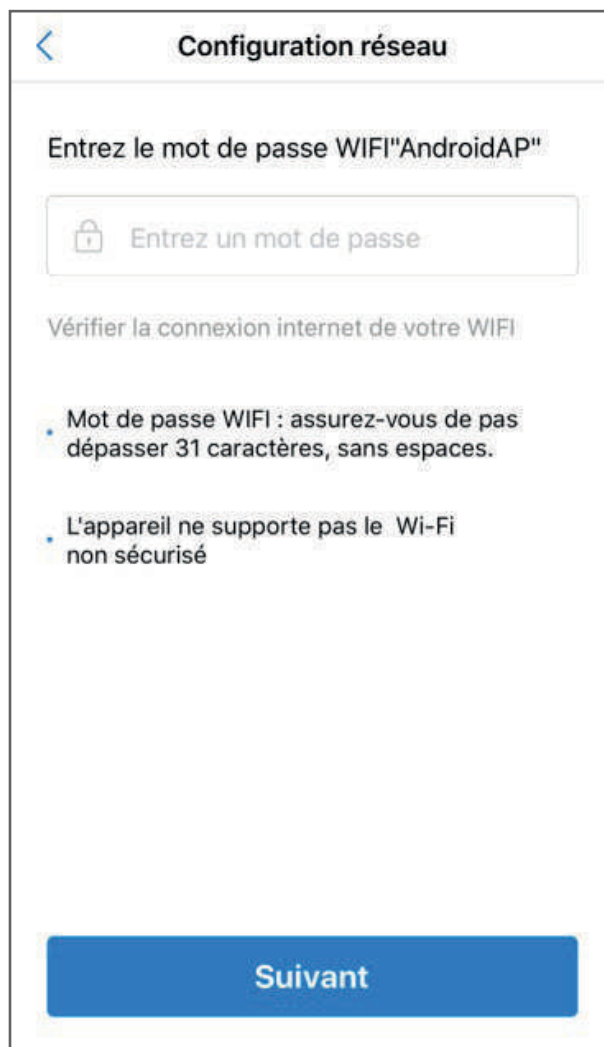 Configuration réseau
Entrez le mot de passe WIFI"AndroidAP"
Entrez un mot de passe
Vérifier la connexion internet de votre WIFI
Mot de passe WIFI : assurez-vous de pas
dépasser 31 caractères, sans espaces.
L'appareil ne supporte pas le Wi-Fi
non sécurisé
Suivant